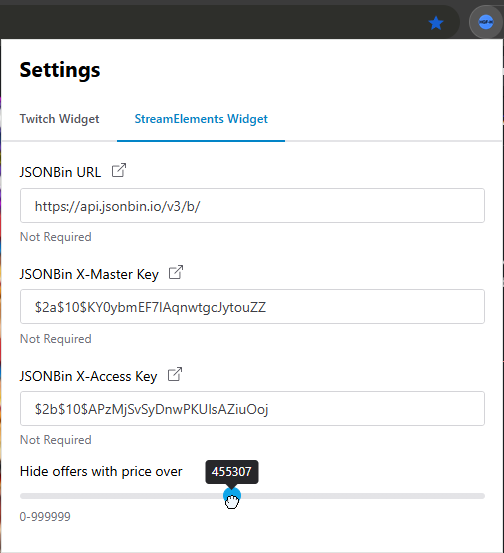 Settings
Twitch Widget StreamElements Widget
JSONBin URL
https://api.jsonbin.io/v3/b/
Not Required
JSONBin X-Master Key
$2a$10$KY0ybmEF7IAqnwtgcJytouZZ
Not Required
JSONBin X-Access Key
$2b$10$APzMjSvSyDnwPKUIsAZiuOoj
Not Required
Hide offers with price over 455307
0-999999